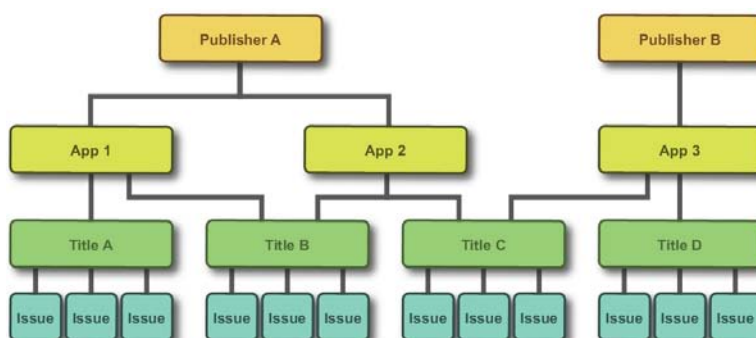 Publisher A
Publisher B
App 1
App 2
App 3
Title A
Title B
Title C
Title D
Issue Issue Issue Issue Issue Issue Issue Issue Issue Issue Issue Issue